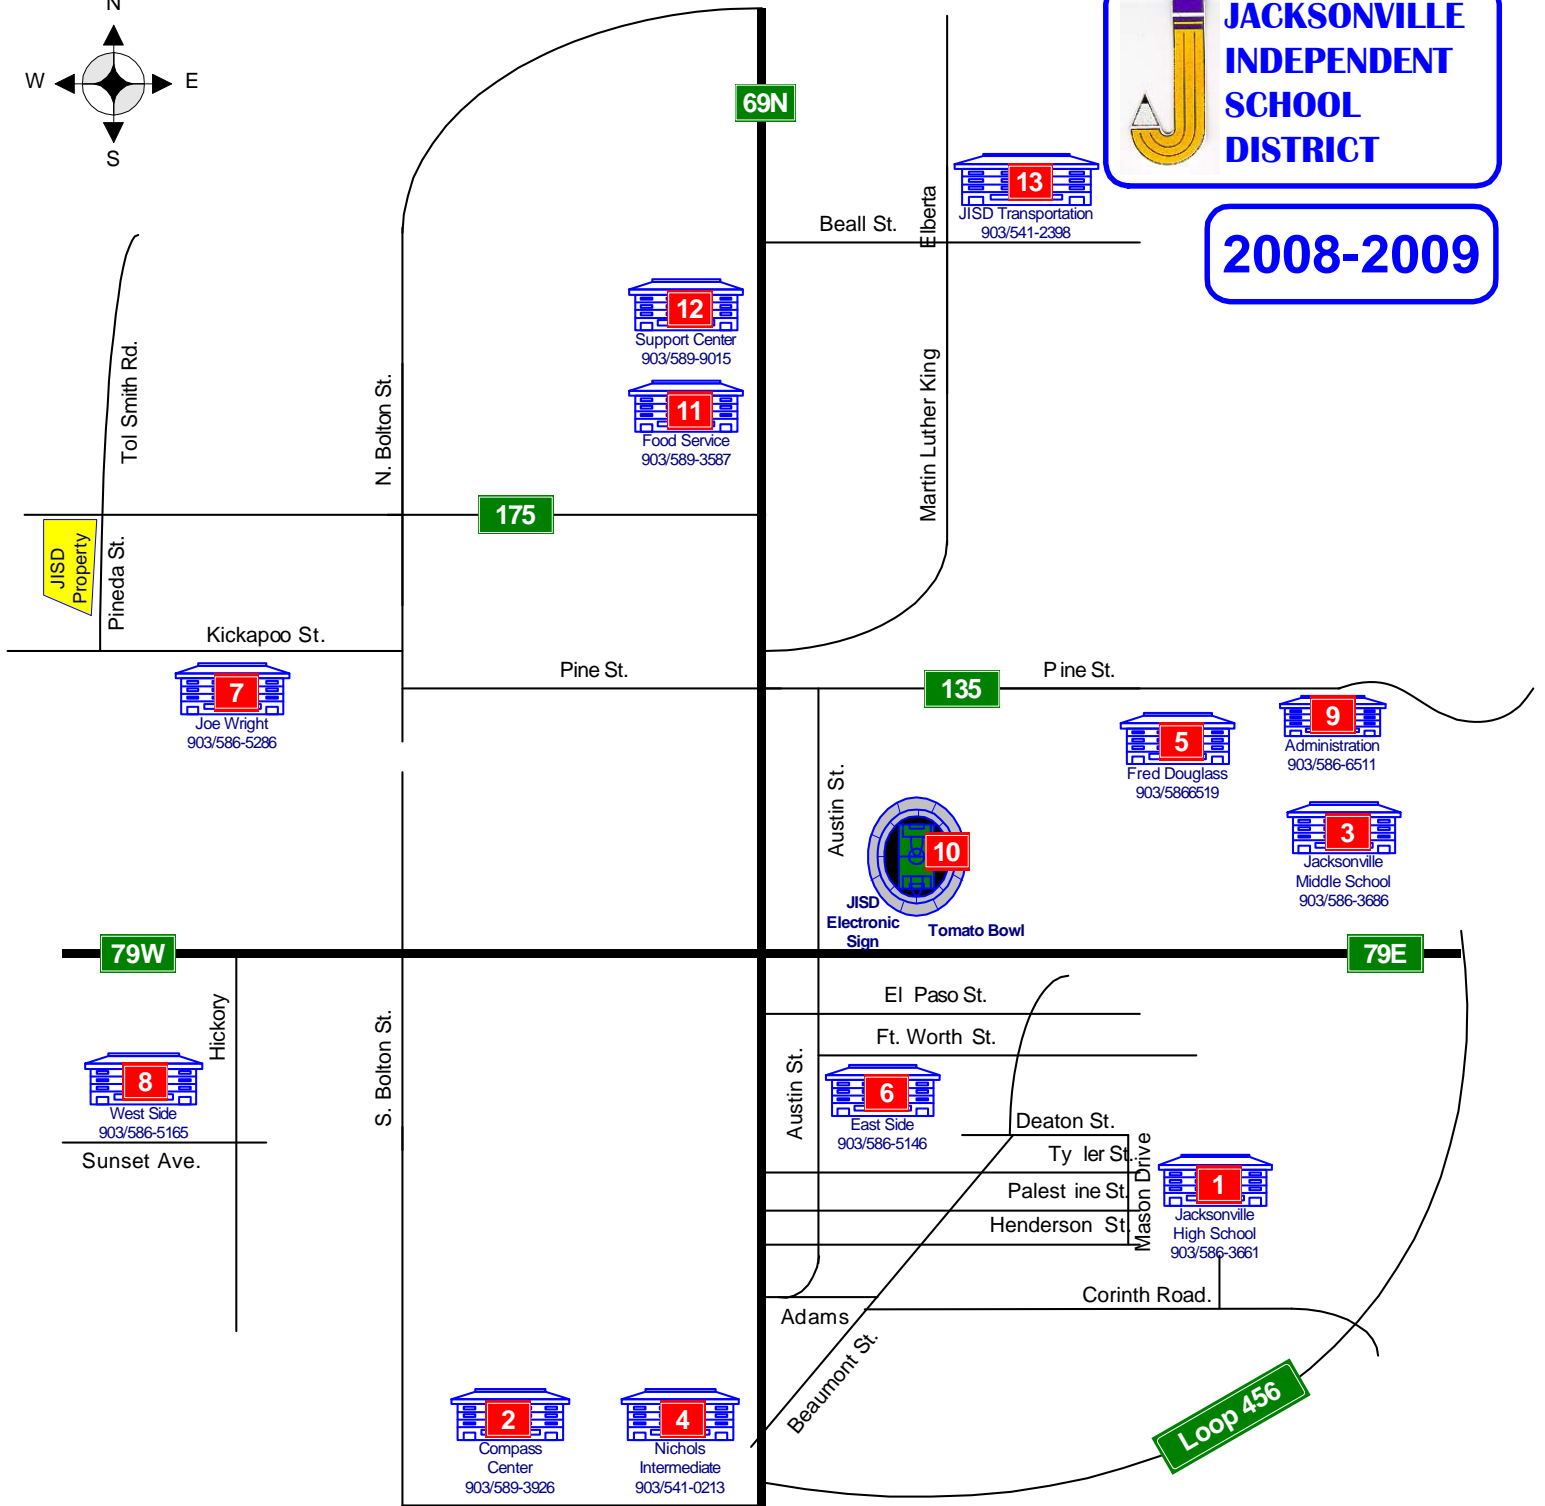 N
W
E
S
JACKSONVILLE
INDEPENDENT
SCHOOL
DISTRICT
2008-2009
69N
13
JISD Transportation
903/541-2398
Beall St.
Elberta
12
Support Center
903/589-9015
11
Food Service
903/589-3587
Tol Smith Rd.
N. Bolton St.
Martin Luther King
175
JISD
Property
Pineda St.
Kickapoo St.
Pine St.
135
Pine St.
7
Joe Wright
903/586-5286
5
Fred Douglass
903/5866519
9
Administration
903/586-6511
Austin St.
10
JISD
Electronic
Sign
Tomato Bowl
3
Jacksonville
Middle School
903/586-3686
79W
79E
Hickory
S. Bolton St.
El Paso St.
Ft. Worth St.
Austin St.
8
West Side
903/586-5165
Sunset Ave.
6
East Side
903/586-5146
Deaton St.
Ty ler St.
Palest ine St.
Henderson St.
Mason Drive
1
Jacksonville
High School
903/586-3661
Corinth Road.
Adams
Beaumont St.
Loop 456
2
Compass
Center
903/589-3926
4
Nichols
Intermediate
903/541-0213